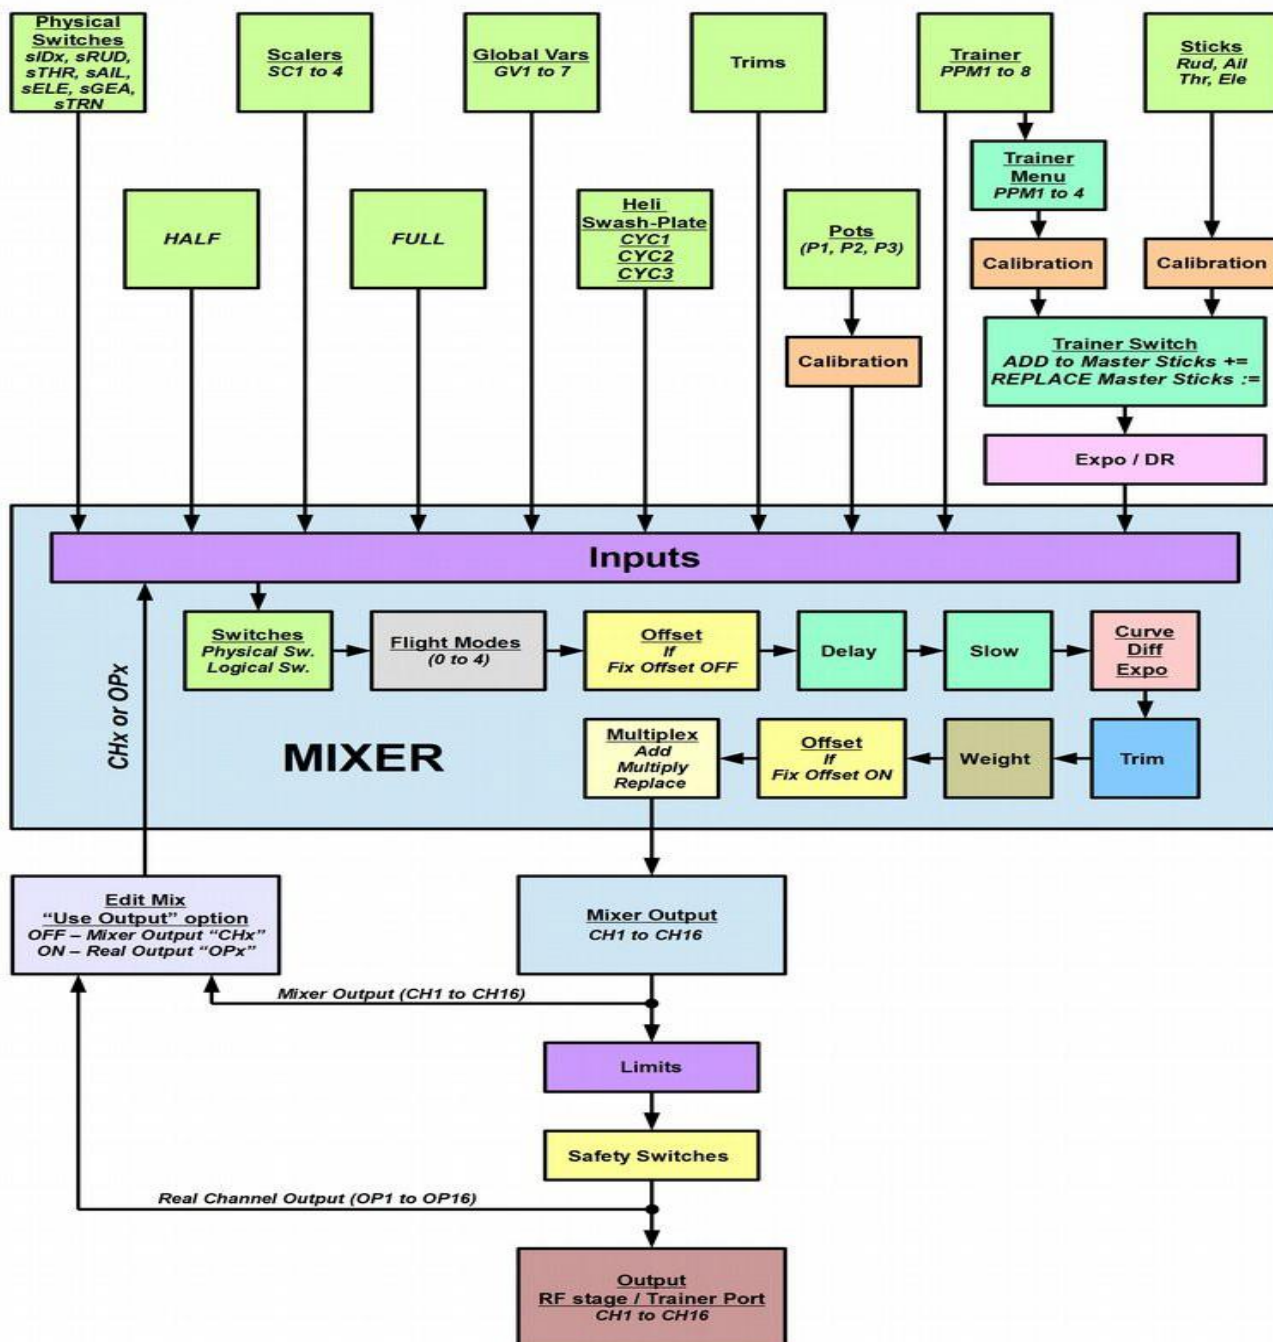 Physical
Switches
sIDx, sRUD,
sTHR, sAIL,
sELE, sGEA,
sTRN
Scalers
SC1 to 4
Global Vars
GV1 to 7
Trims
Trainer
PPM1 to 8
Sticks
Rud, Ail
Thr, Ele
HALF
FULL
Heli
Swash-Plate
CYC1
CYC2
CYC3
Pots
(P1, P2, P3)
Trainer
Menu
PPM1 to 4
Calibration
Calibration
Calibration
Trainer Switch
ADD to Master Sticks +=
REPLACE Master Sticks :=
Expo / DR
Inputs
CHx or OPx
Switches
Physical Sw.
Logical Sw.
Flight Modes
(0 to 4)
Offset
If
Fix Offset OFF
Delay
Slow
Curve
Diff
Expo
MIXER
Multiplex
Add
Multiply
Replace
Offset
If
Fix Offset ON
Weight
Trim
Edit Mix
“Use Output” option
OFF – Mixer Output “CHx”
ON – Real Output “OPx”
Mixer Output
CH1 to CH16
Mixer Output (CH1 to CH16)
Limits
Safety Switches
Real Channel Output (OP1 to OP16)
Output
RF stage / Trainer Port
CH1 to CH16